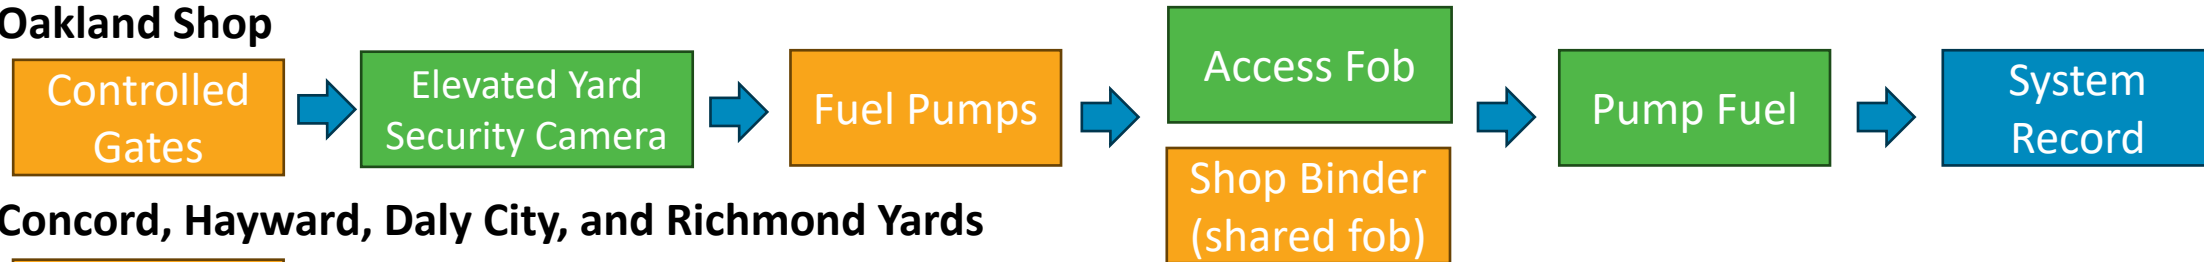 Oakland Shop
Controlled
Gates
Elevated Yard
Security Camera
Fuel Pumps
Access Fob
Shop Binder
(shared fob)
Pump Fuel
System
Record
Concord, Hayward, Daly City, and Richmond Yards